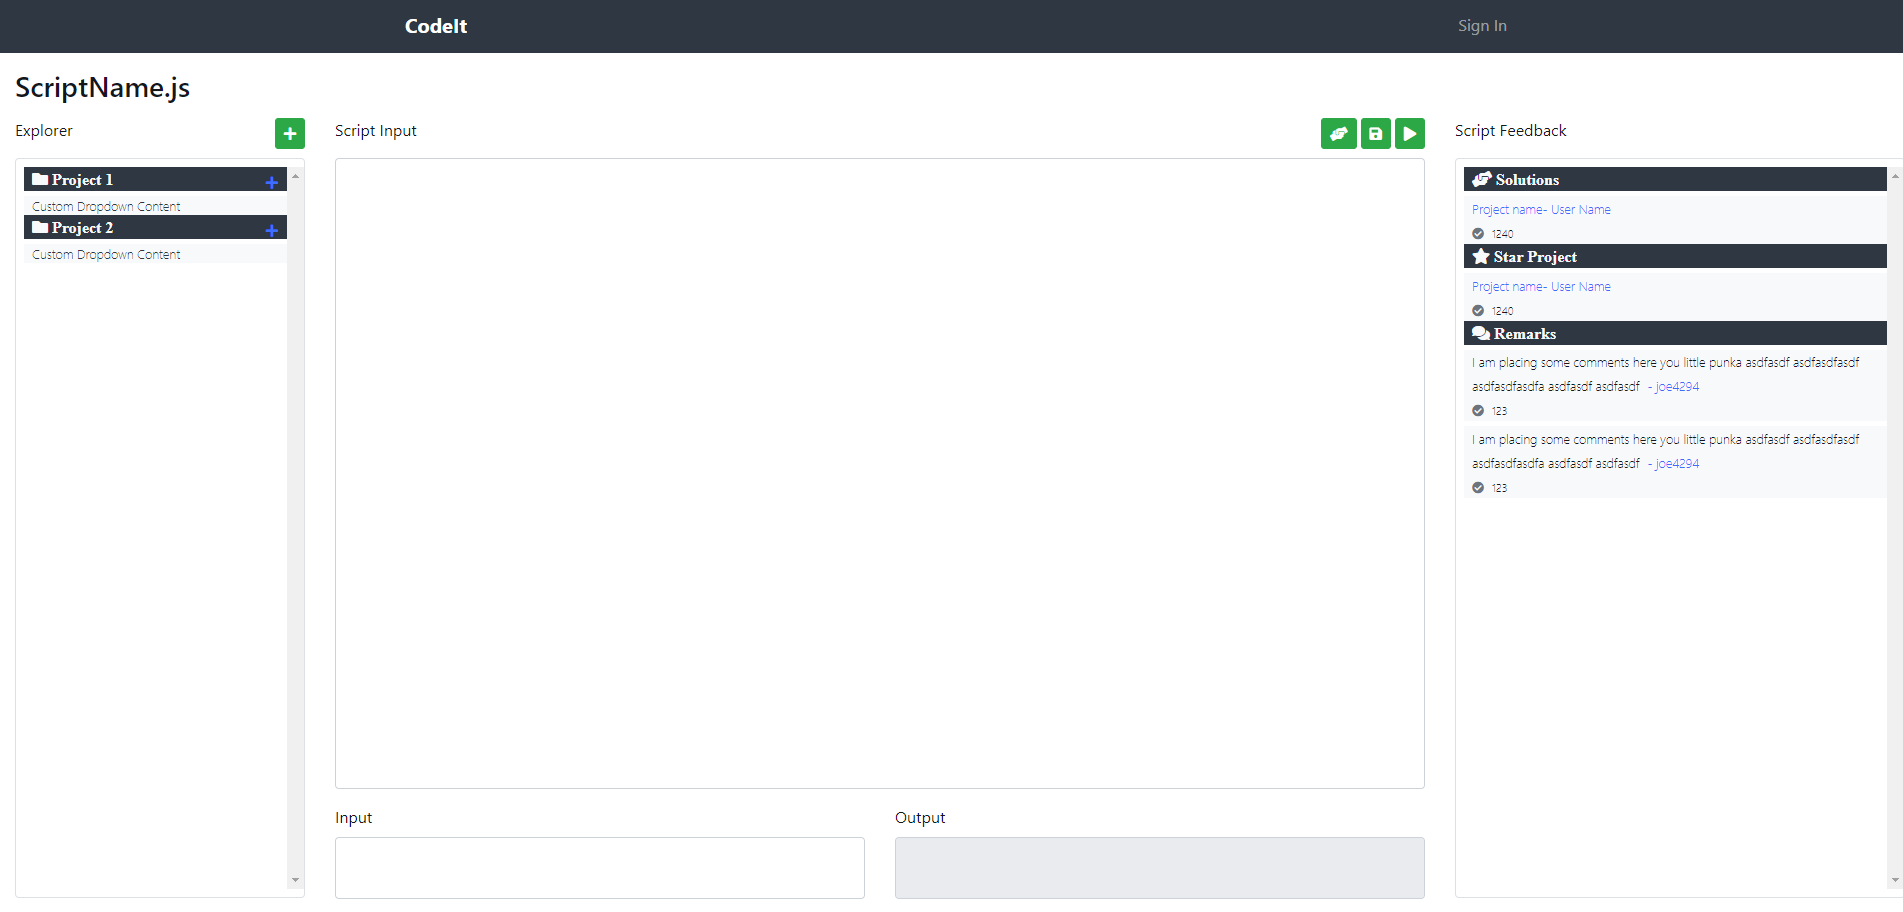 CodeIt
Sign In
ScriptName.js
Explorer
Project 1
Custom Dropdown Content
Project 2
Custom Dropdown Content
Script Input
Input
Output
Script Feedback
Solutions
Project name- User Name
1240
Star Project
Project name- User Name
1240
Remarks
I am placing some comments here you little punka asdfasdf asdfasdfasdf
asdfasdfasdfa asdfasdf asdfasdf - joe4294
123
I am placing some comments here you little punka asdfasdf asdfasdfasdf
asdfasdfasdfa asdfasdf asdfasdf - joe4294
123